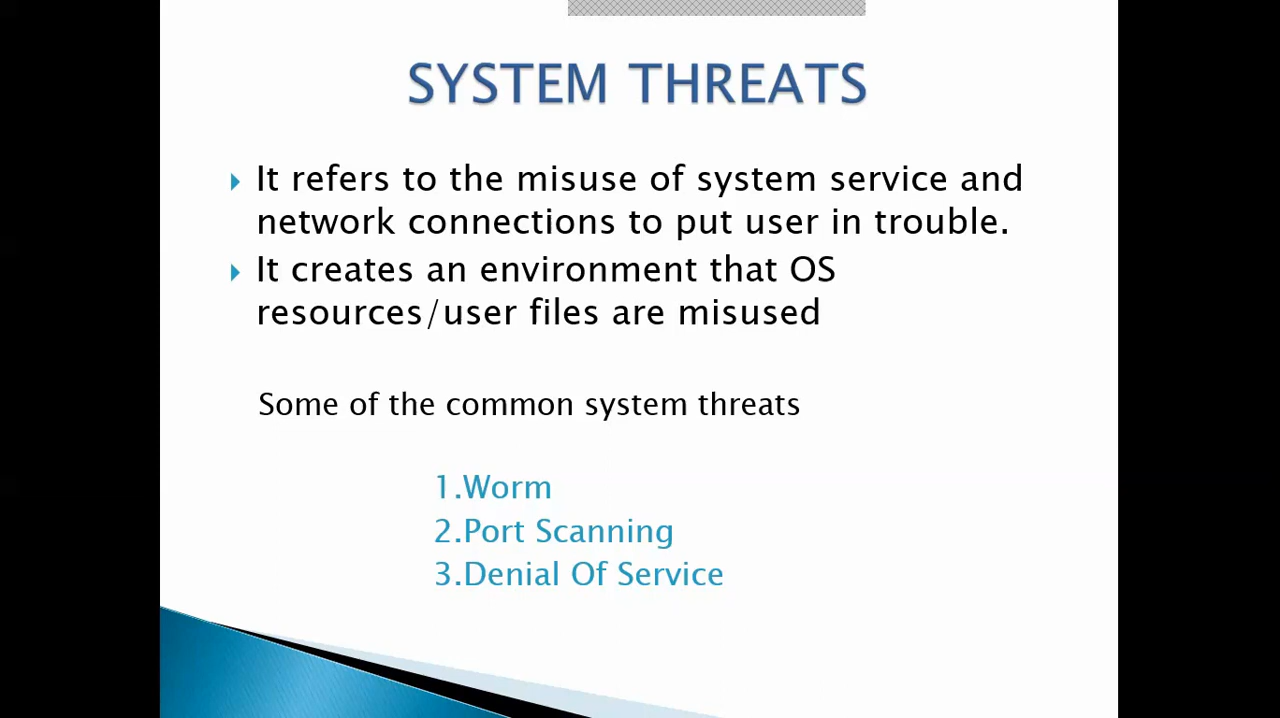 SYSTEM THREATS
It refers to the misuse of system service and
network connections to put user in trouble.
It creates an environment that OS
resources/user files are misused
Some of the common system threats
1.Worm
2.Port Scanning
3.Denial Of Service